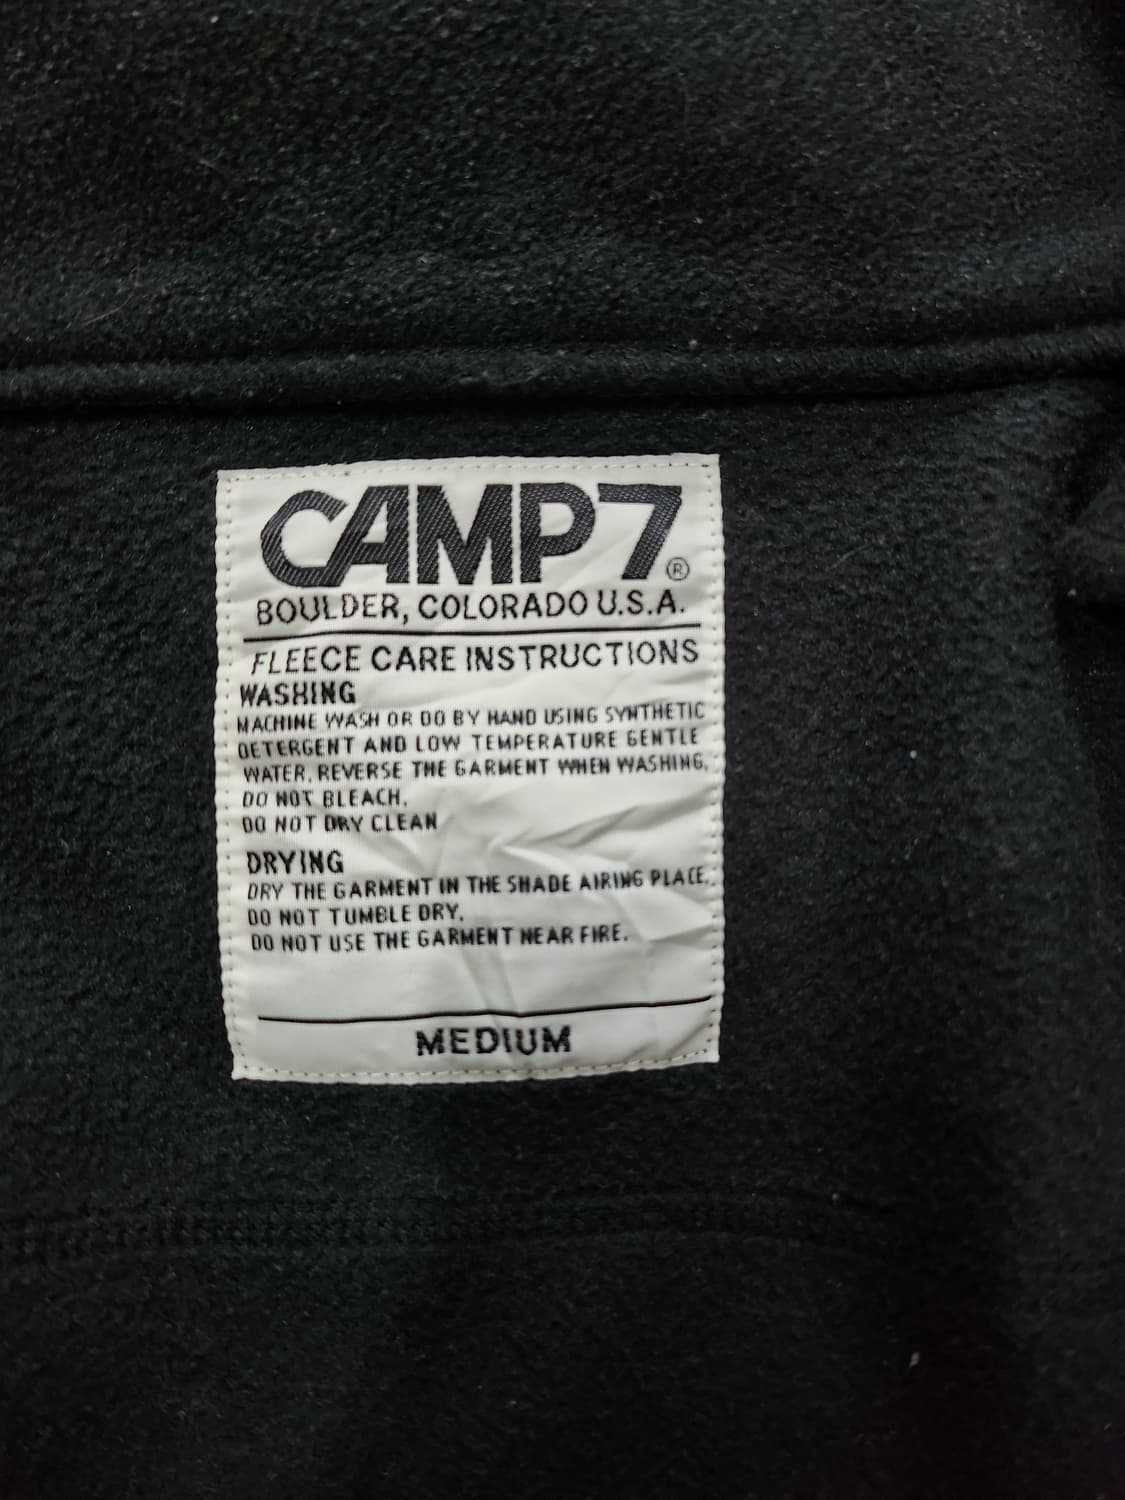 CAMP7®
BOULDER, COLORADO U.S.A.
FLEECE CARE INSTRUCTIONS
WASHING
MACHINE WASH OR DO BY HAND USING SYNTHETIC
DETERGENT AND LOW TEMPERATURE GENTLE
WATER. REVERSE THE GARMENT WHEN WASHING.
DO NOT BLEACH.
DO NOT DRY CLEAN
DRYING
DRY THE GARMENT IN THE SHADE AIRING PLACE.
DO NOT TUMBLE DRY.
DO NOT USE THE GARMENT NEAR FIRE.
MEDIUM